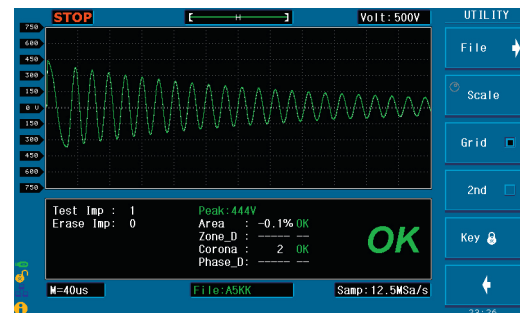 STOP
H
Volt:500V
UTILITY
750
600
450
300
150
0 U
150
300
450
600
750
File
Scale
Grid
2nd
Key
Test Imp : 1
Erase Imp: 0
Peak:444V
Area : -0.1% OK
Zone_D : ----- --
Corona : 2 OK
Phase_D: ----- --
OK
M=40us
File:A5KK
Samp:12.5MSa/s
23:26